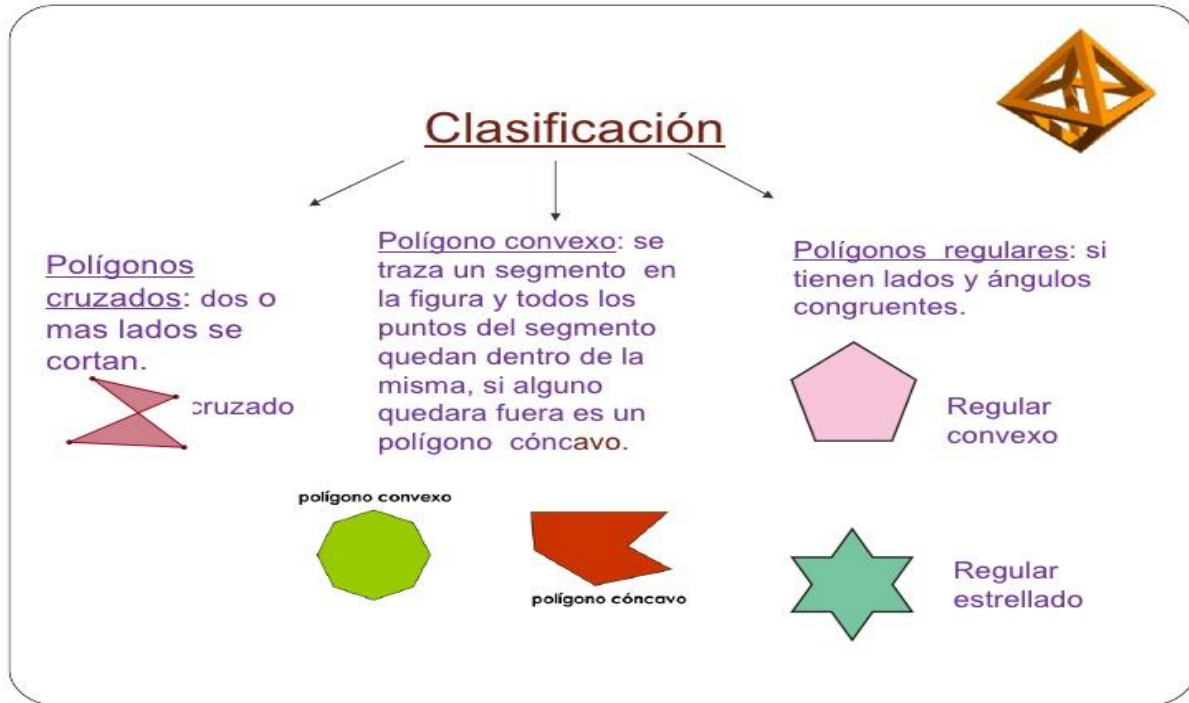 Clasificación
Polígonos
cruzados: dos o
mas lados se
cortan.
cruzado
Polígono convexo: se
traza un segmento en
la figura y todos los
puntos del segmento
quedan dentro de la
misma, si alguno
quedara fuera es un
polígono cóncavo.
polígono convexo
polígono cóncavo
Polígonos regulares: si
tienen lados y ángulos
congruentes.
Regular
convexo
Regular
estrellado